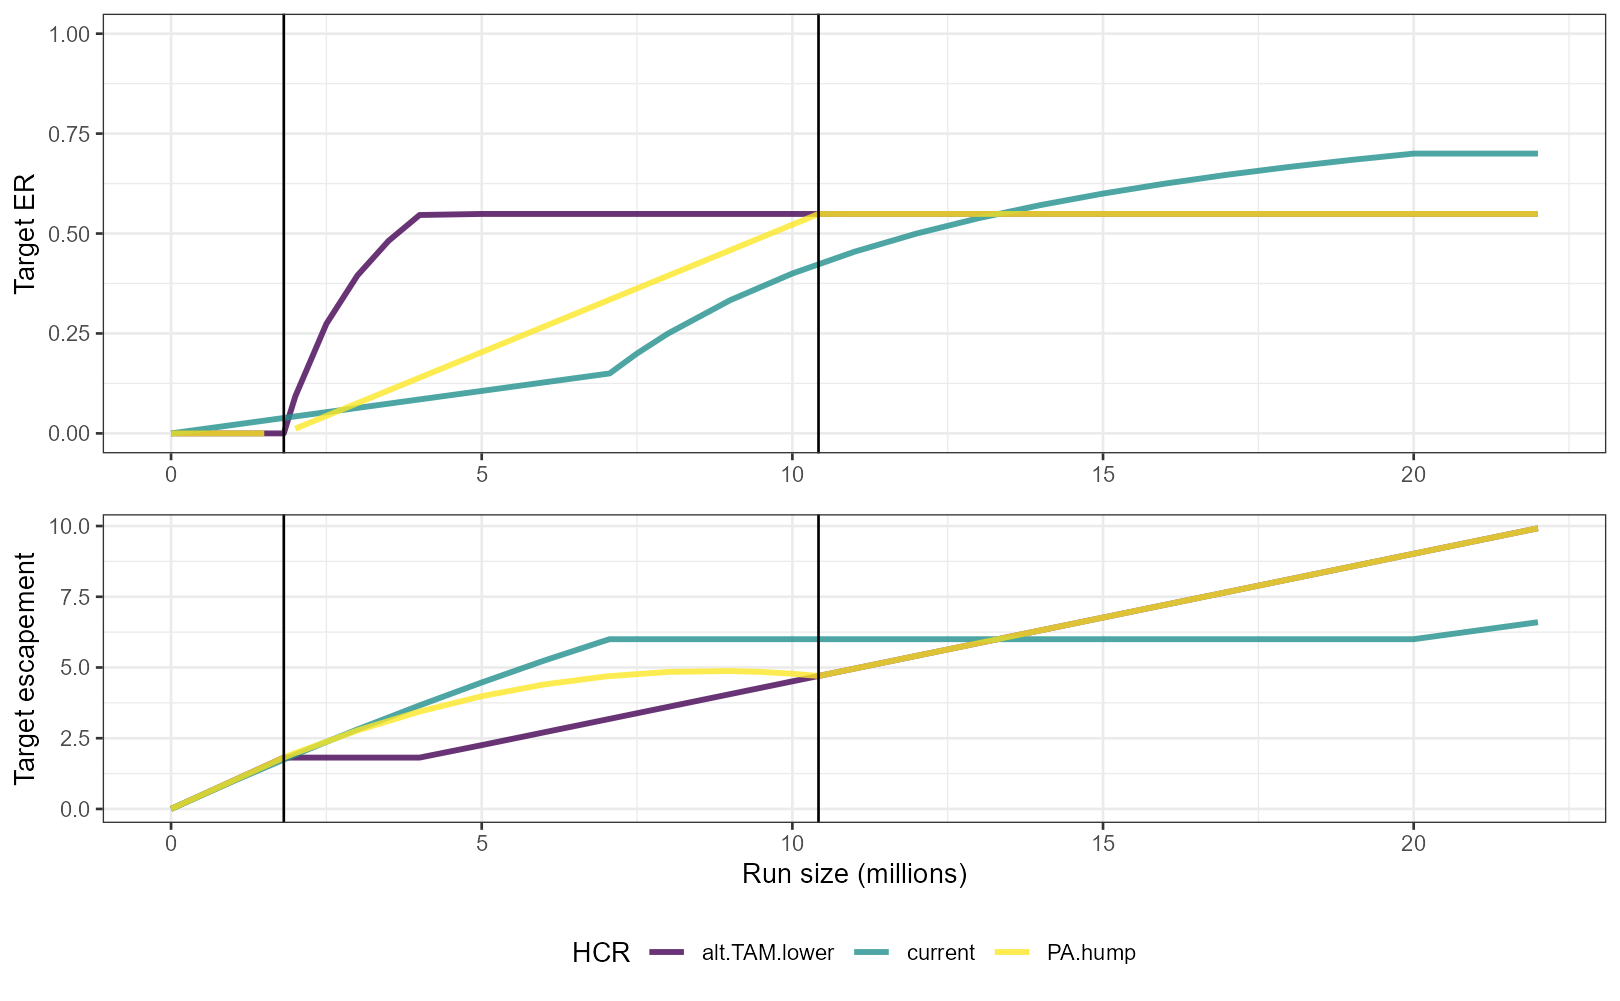 1.00
0.75
0.50
0.25
0.00
Target ER
0 5 10 15 20
10.0
7.5
5.0
2.5
0.0
Target escapement
0 5 10 15 20
Run size (millions)
HCR alt.TAM.lower current PA.hump